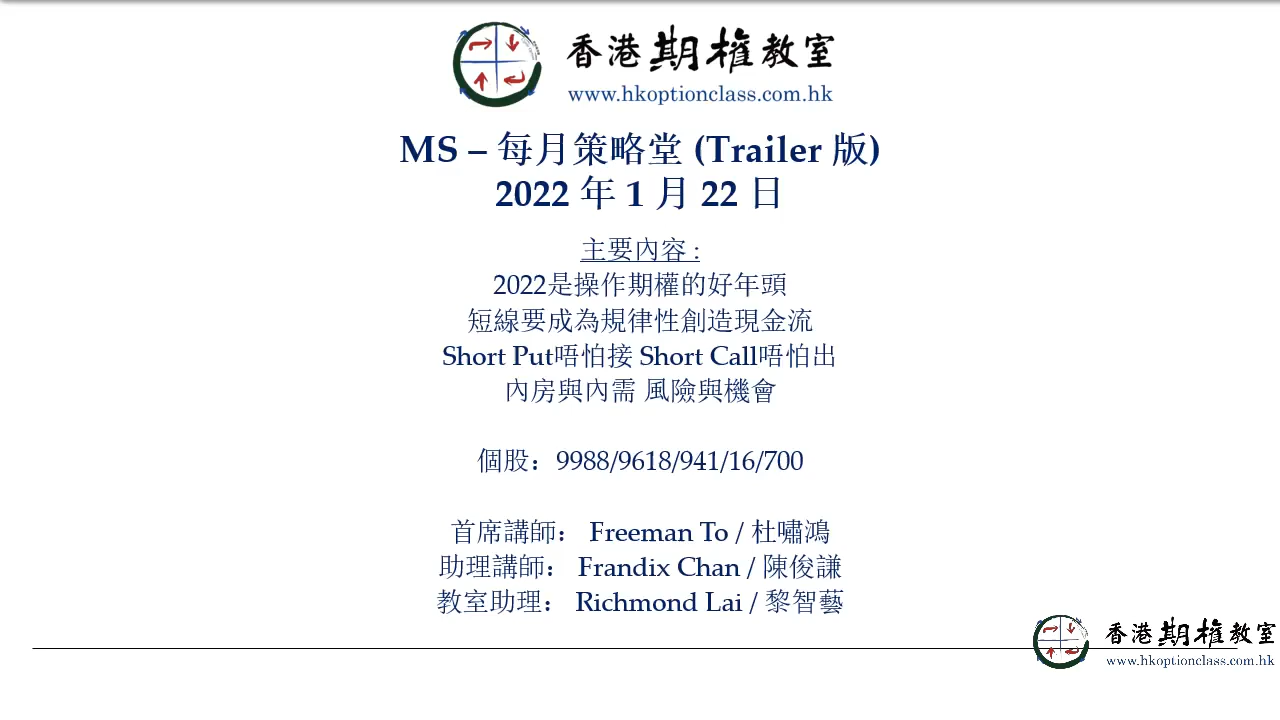 香港期權教室
www.hkoptionclass.com.hk
MS – 每月策略堂 (Trailer 版)
2022 年 1 月 22 日
主要內容 :
2022是操作期權的好年頭
短線要成為規律性創造現金流
Short Put唔怕接 Short Call唔怕出
內房與內需 風險與機會
個股：9988/9618/941/16/700
首席講師： Freeman To / 杜嘯鴻
助理講師： Frandix Chan / 陳俊謙
教室助理： Richmond Lai / 黎智藝
香港期權教室
www.hkoptionclass.com.hk